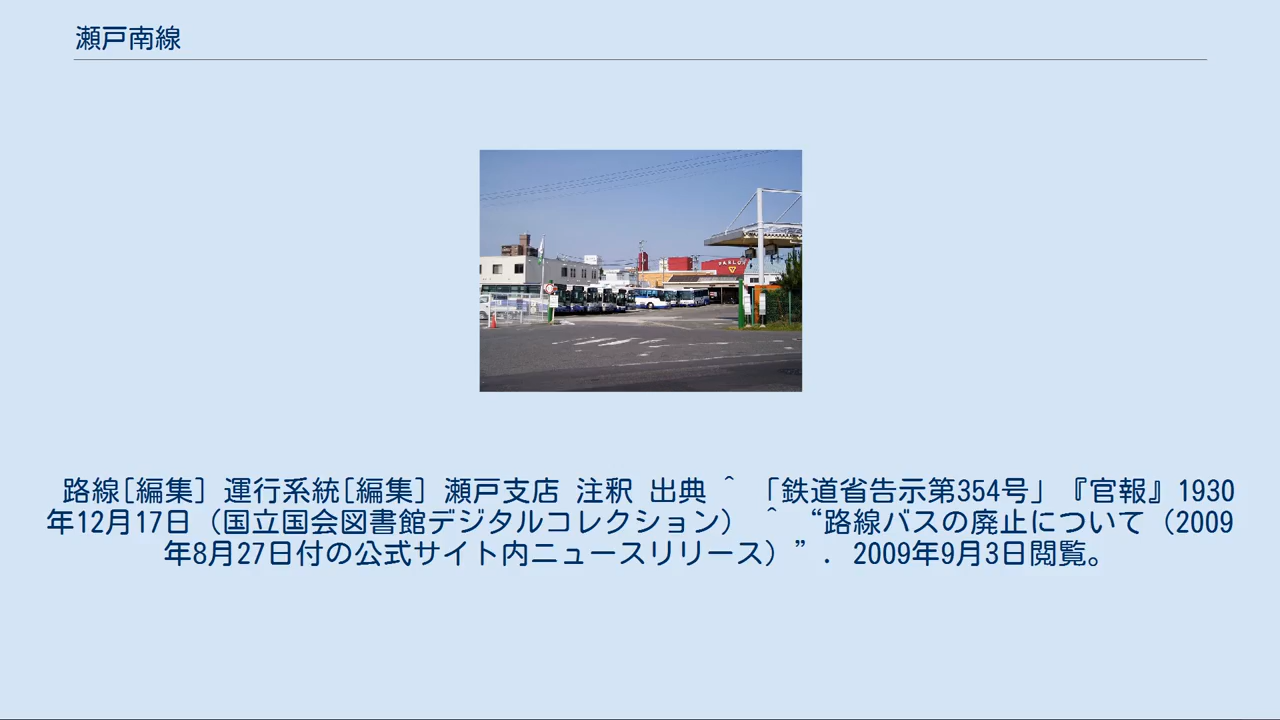 瀬戸南線
PARLOR
路線[編集] 運行系統[編集] 瀬戸支店 注釈 出典 ^ 「鉄道省告示第354号」『官報』1930
年12月17日（国立国会図書館デジタルコレクション） ^ “路線バスの廃止について（2009
年8月27日付の公式サイト内ニュースリリース）”. 2009年9月3日閲覧。